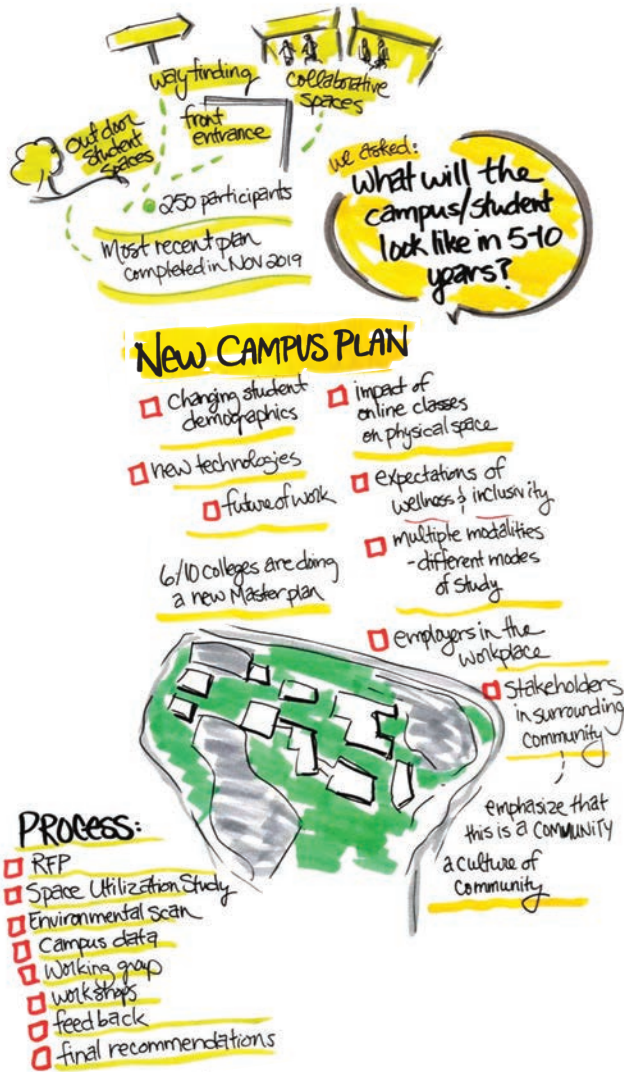 way finding
collaborative
spaces
front
entrance
outdoor
student
spaces
250 participants
Most recent plan
completed in NOV 2019
we asked:
What will the
campus/student
look like in 5-10
years?
NEW CAMPUS PLAN
changing student
demographics
new technologies
future of work
6/10 colleges are doing
a new Master plan
impact of
online classes
on physical space
expectations of
wellness & inclusivity
multiple modalities
- different modes
of study
employers in the
workplace
stakeholders
in surrounding
community
emphasize that
this is a COMMUNITY
a culture of
community
PROCESS:
RFP
Space Utilization Study
Environmental scan
Campus data
Working group
workshops
feedback
final recommendations